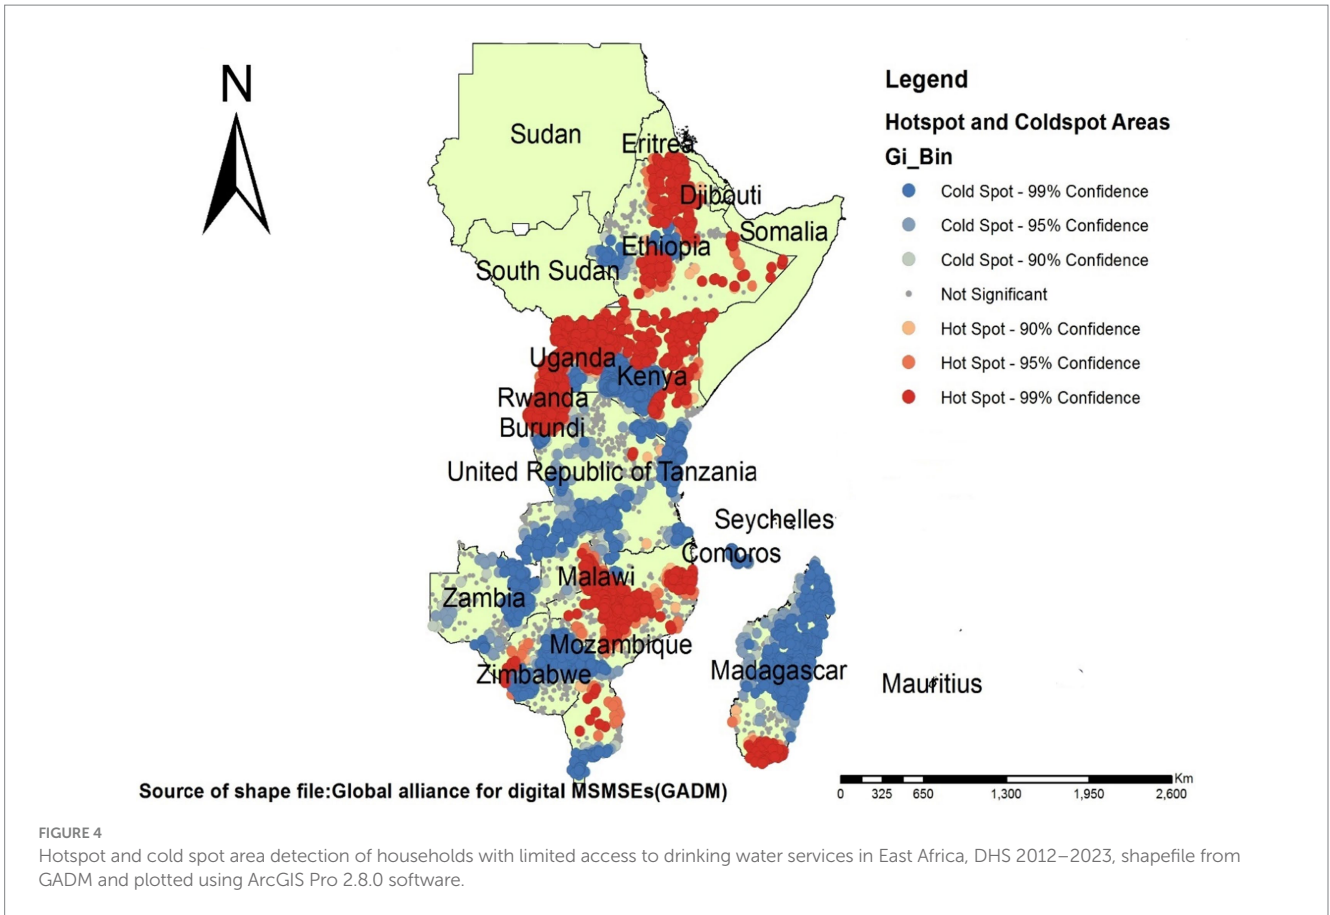 N
Sudan
Eritrea
Djibouti
Ethiopia
Somalia
South Sudan
Uganda
Kenya
Rwanda
Burundi
United Republic of Tanzania
Seychelles
Comoros
Malawi
Zambia
Mozambique
Zimbabwe
Madagascar
Mauritius
Legend
Hotspot and Coldspot Areas
Gi_Bin
Cold Spot - 99% Confidence
Cold Spot - 95% Confidence
Cold Spot - 90% Confidence
Not Significant
Hot Spot - 90% Confidence
Hot Spot - 95% Confidence
Hot Spot - 99% Confidence
Source of shape file:Global alliance for digital MSMSEs(GADM)
Km
0 325 650 1,300 1,950 2,600
FIGURE 4
Hotspot and cold spot area detection of households with limited access to drinking water services in East Africa, DHS 2012–2023, shapefile from
GADM and plotted using ArcGIS Pro 2.8.0 software.